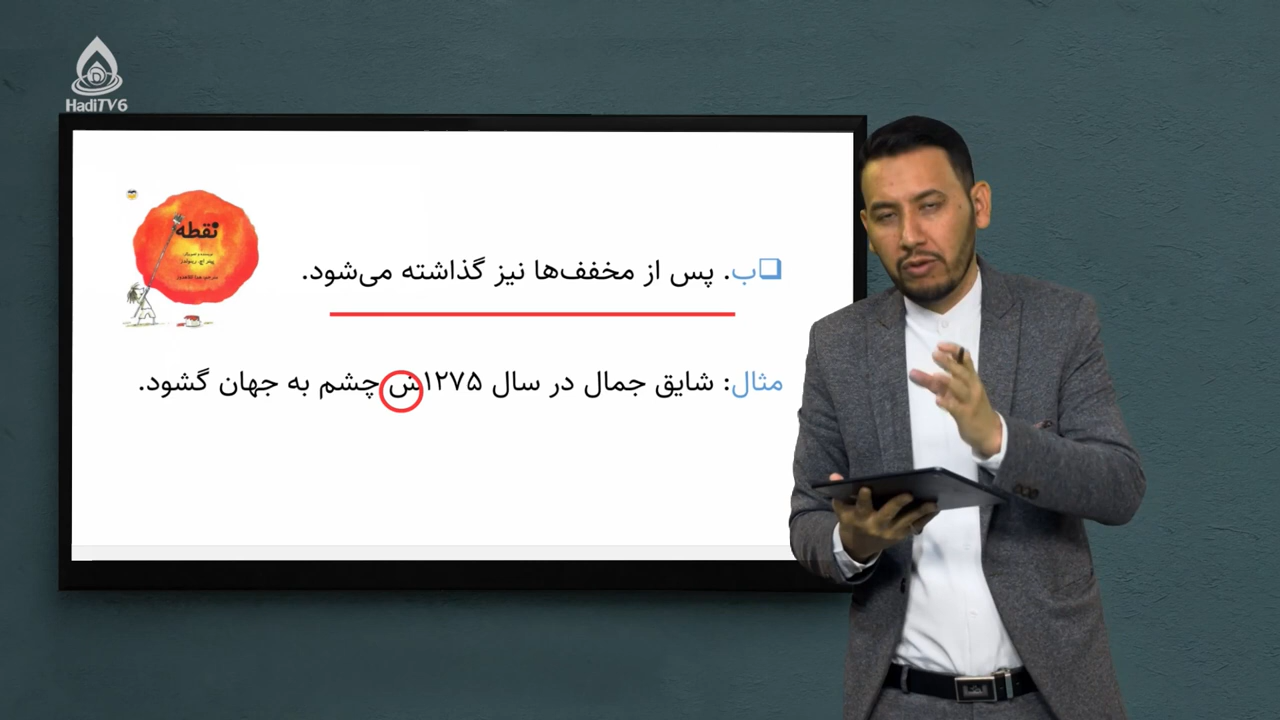 HadiTV6
نقطه
❑ب. پس از مخفف‌ها نیز گذاشته می‌شود.
مثال: شایق جمال در سال ۱۲۷۵ش چشم به جهان گشود.